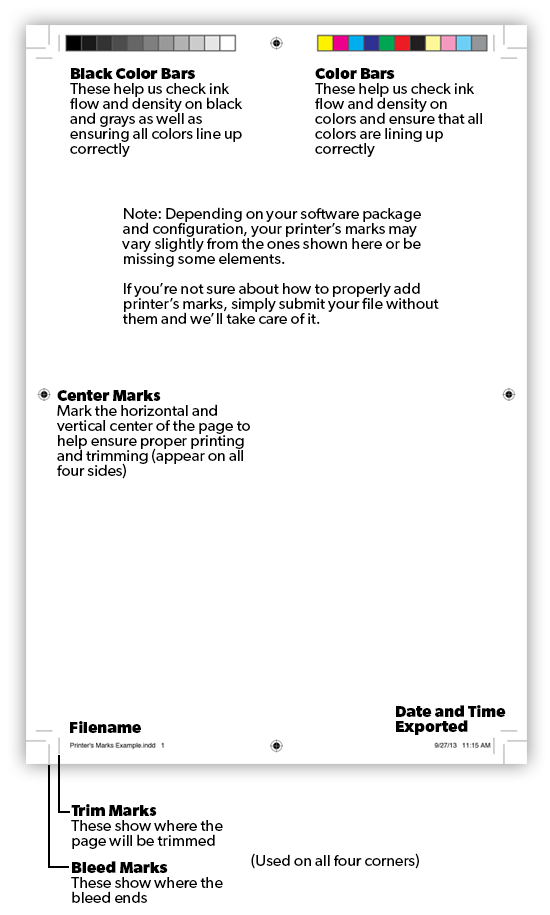 Black Color Bars
These help us check ink
flow and density on black
and grays as well as
ensuring all colors line up
correctly
Color Bars
These help us check ink
flow and density on
colors and ensure that all
colors are lining up
correctly
Note: Depending on your software package
and configuration, your printer’s marks may
vary slightly from the ones shown here or be
missing some elements.
If you’re not sure about how to properly add
printer’s marks, simply submit your file without
them and we’ll take care of it.
Center Marks
Mark the horizontal and
vertical center of the page to
help ensure proper printing
and trimming (appear on all
four sides)
Filename
Printer's Marks Example.indd 1
Date and Time
Exported
9/27/13 11:15 AM
Trim Marks
These show where the
page will be trimmed
Bleed Marks
These show where the
bleed ends
(Used on all four corners)